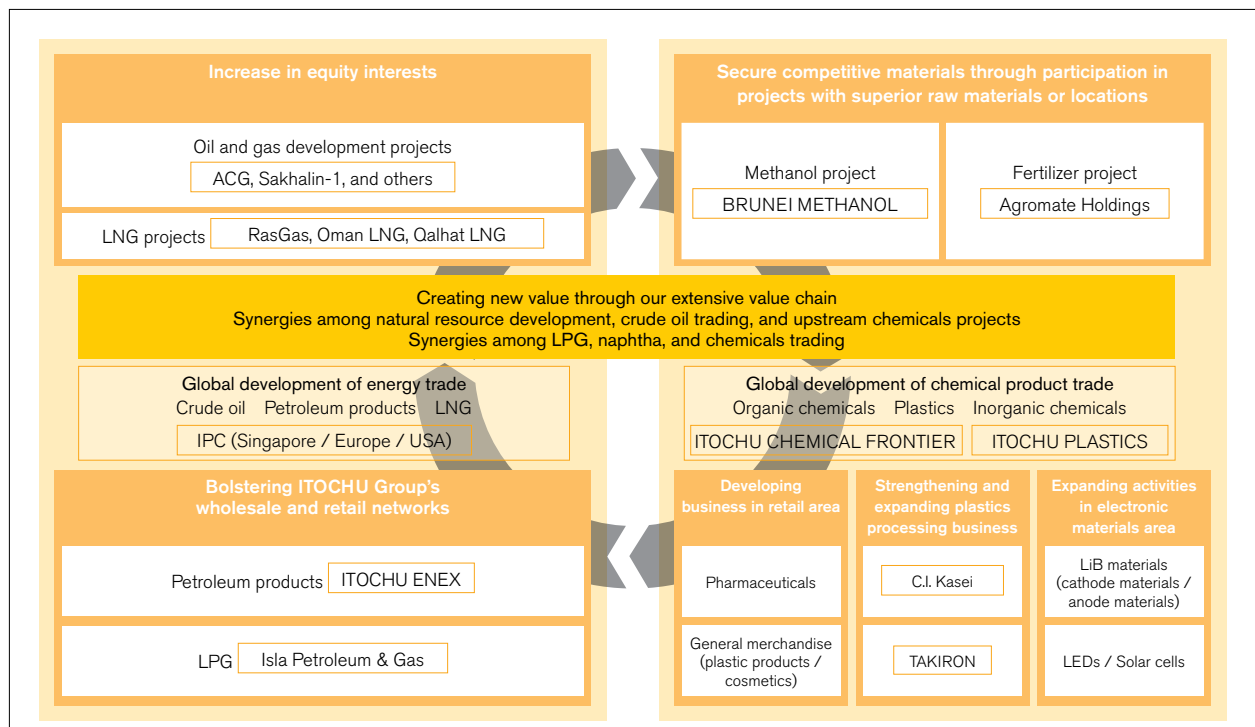 Increase in equity interests
Oil and gas development projects
ACG, Sakhalin-1, and others
LNG projects RasGas, Oman LNG, Qalhat LNG
Secure competitive materials through participation in
projects with superior raw materials or locations
Methanol project
BRUNEI METHANOL
Fertilizer project
Agromate Holdings
Creating new value through our extensive value chain
Synergies among natural resource development, crude oil trading, and upstream chemicals projects
Synergies among LPG, naphtha, and chemicals trading
Global development of energy trade
Crude oil Petroleum products LNG
IPC (Singapore / Europe / USA)
Global development of chemical product trade
Organic chemicals Plastics Inorganic chemicals
ITOCHU CHEMICAL FRONTIER ITOCHU PLASTICS
Bolstering ITOCHU Group's
wholesale and retail networks
Petroleum products ITOCHU ENEX
LPG Isla Petroleum & Gas
Developing
business in retail area
Pharmaceuticals
General merchandise
(plastic products /
cosmetics)
Strengthening and
expanding plastics
processing business
C.I. Kasei
TAKIRON
Expanding activities
in electronic
materials area
LiB materials
(cathode materials /
anode materials)
LEDs / Solar cells